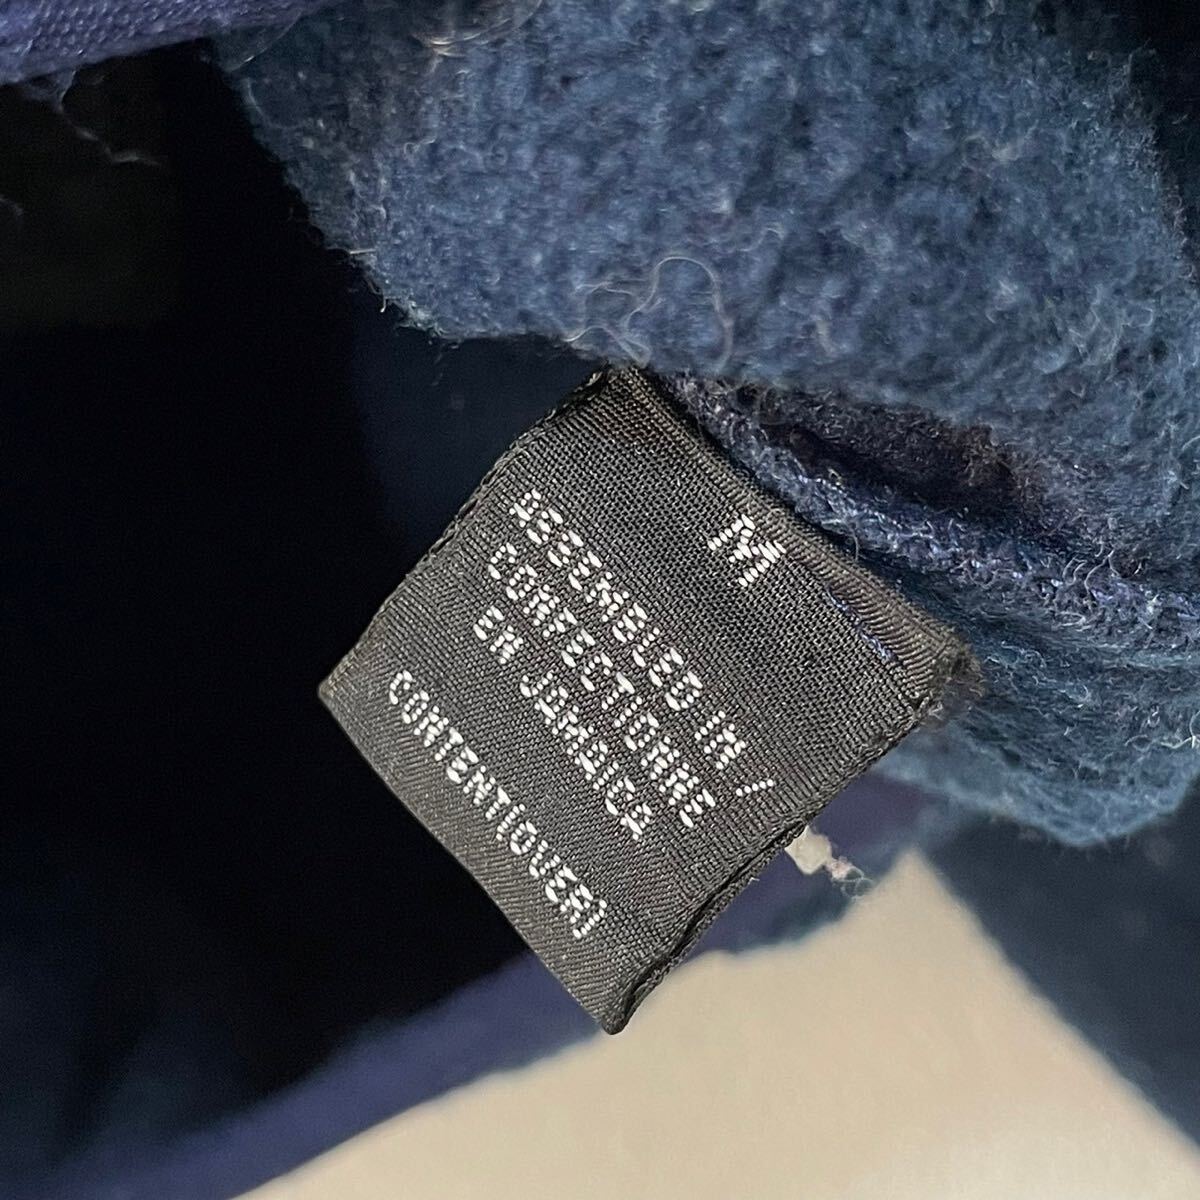 M
ASSEMBLED IN /
CONFECTIONNE
EN JAMAICA
CONTENT(OVER)